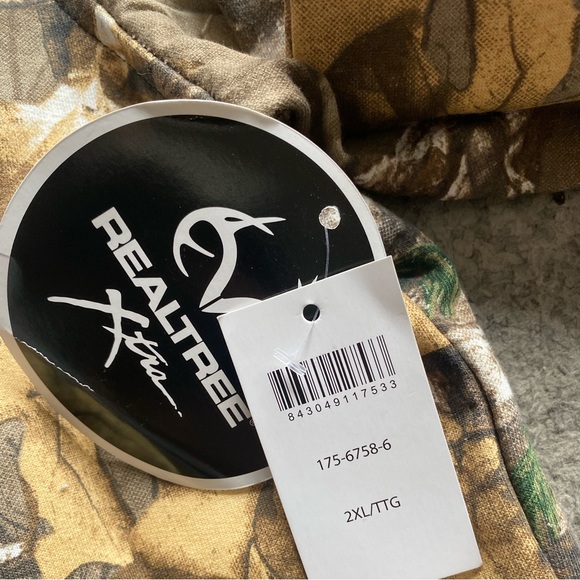 REALTREE
Xtra
843049117533
175-6758-6
2XL/TTG